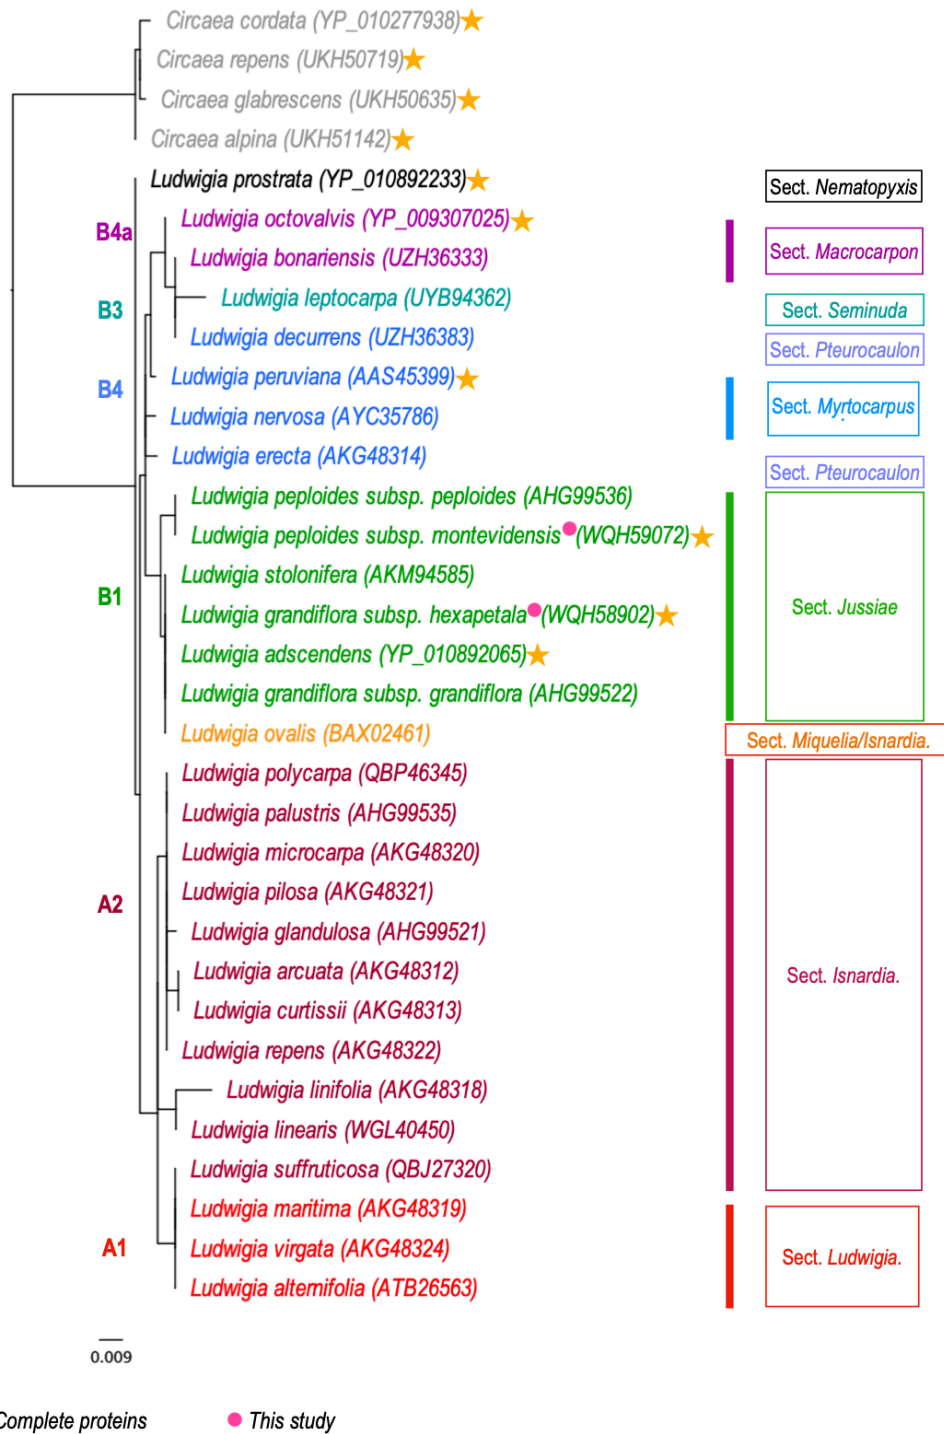 Circaea cordata (YP_010277938)
Circaea repens (UKH50719)
Circaea glabrescens (UKH50635)
Circaea alpina (UKH51142)
Ludwigia prostrata (YP_010892233)
Sect. Nematopyxis
Ludwigia octovalvis (YP_009307025)
B4a
Sect. Macrocarpon
Ludwigia bonariensis (UZH36333)
Ludwigia leptocarpa (UYB94362)
B3
Sect. Seminuda
Ludwigia decurrens (UZH36383)
Sect. Pteurocaulon
Ludwigia peruviana (AAS45399)
B4
Sect. Myrtocarpus
Ludwigia nervosa (AYC35786)
Ludwigia erecta (AKG48314)
Sect. Pteurocaulon
Ludwigia peploides subsp. peploides (AHG99536)
Ludwigia peploides subsp. montevidensis (WQH59072)
Ludwigia stolonifera (AKM94585)
B1
Sect. Jussiae
Ludwigia grandiflora subsp. hexapetala (WQH58902)
Ludwigia adscendens (YP_010892065)
Ludwigia grandiflora subsp. grandiflora (AHG99522)
Ludwigia ovalis (BAX02461)
Sect. Miquelia/Isnardia.
Ludwigia polycarpa (QBP46345)
Ludwigia palustris (AHG99535)
Ludwigia microcarpa (AKG48320)
Ludwigia pilosa (AKG48321)
A2
Ludwigia glandulosa (AHG99521)
Ludwigia arcuata (AKG48312)
Sect. Isnardia.
Ludwigia curtissii (AKG48313)
Ludwigia repens (AKG48322)
Ludwigia linifolia (AKG48318)
Ludwigia linearis (WGL40450)
Ludwigia suffruticosa (QBJ27320)
Ludwigia maritima (AKG48319)
A1
Ludwigia virgata (AKG48324)
Sect. Ludwigia.
Ludwigia alternifolia (ATB26563)
0.009
Complete proteins
This study